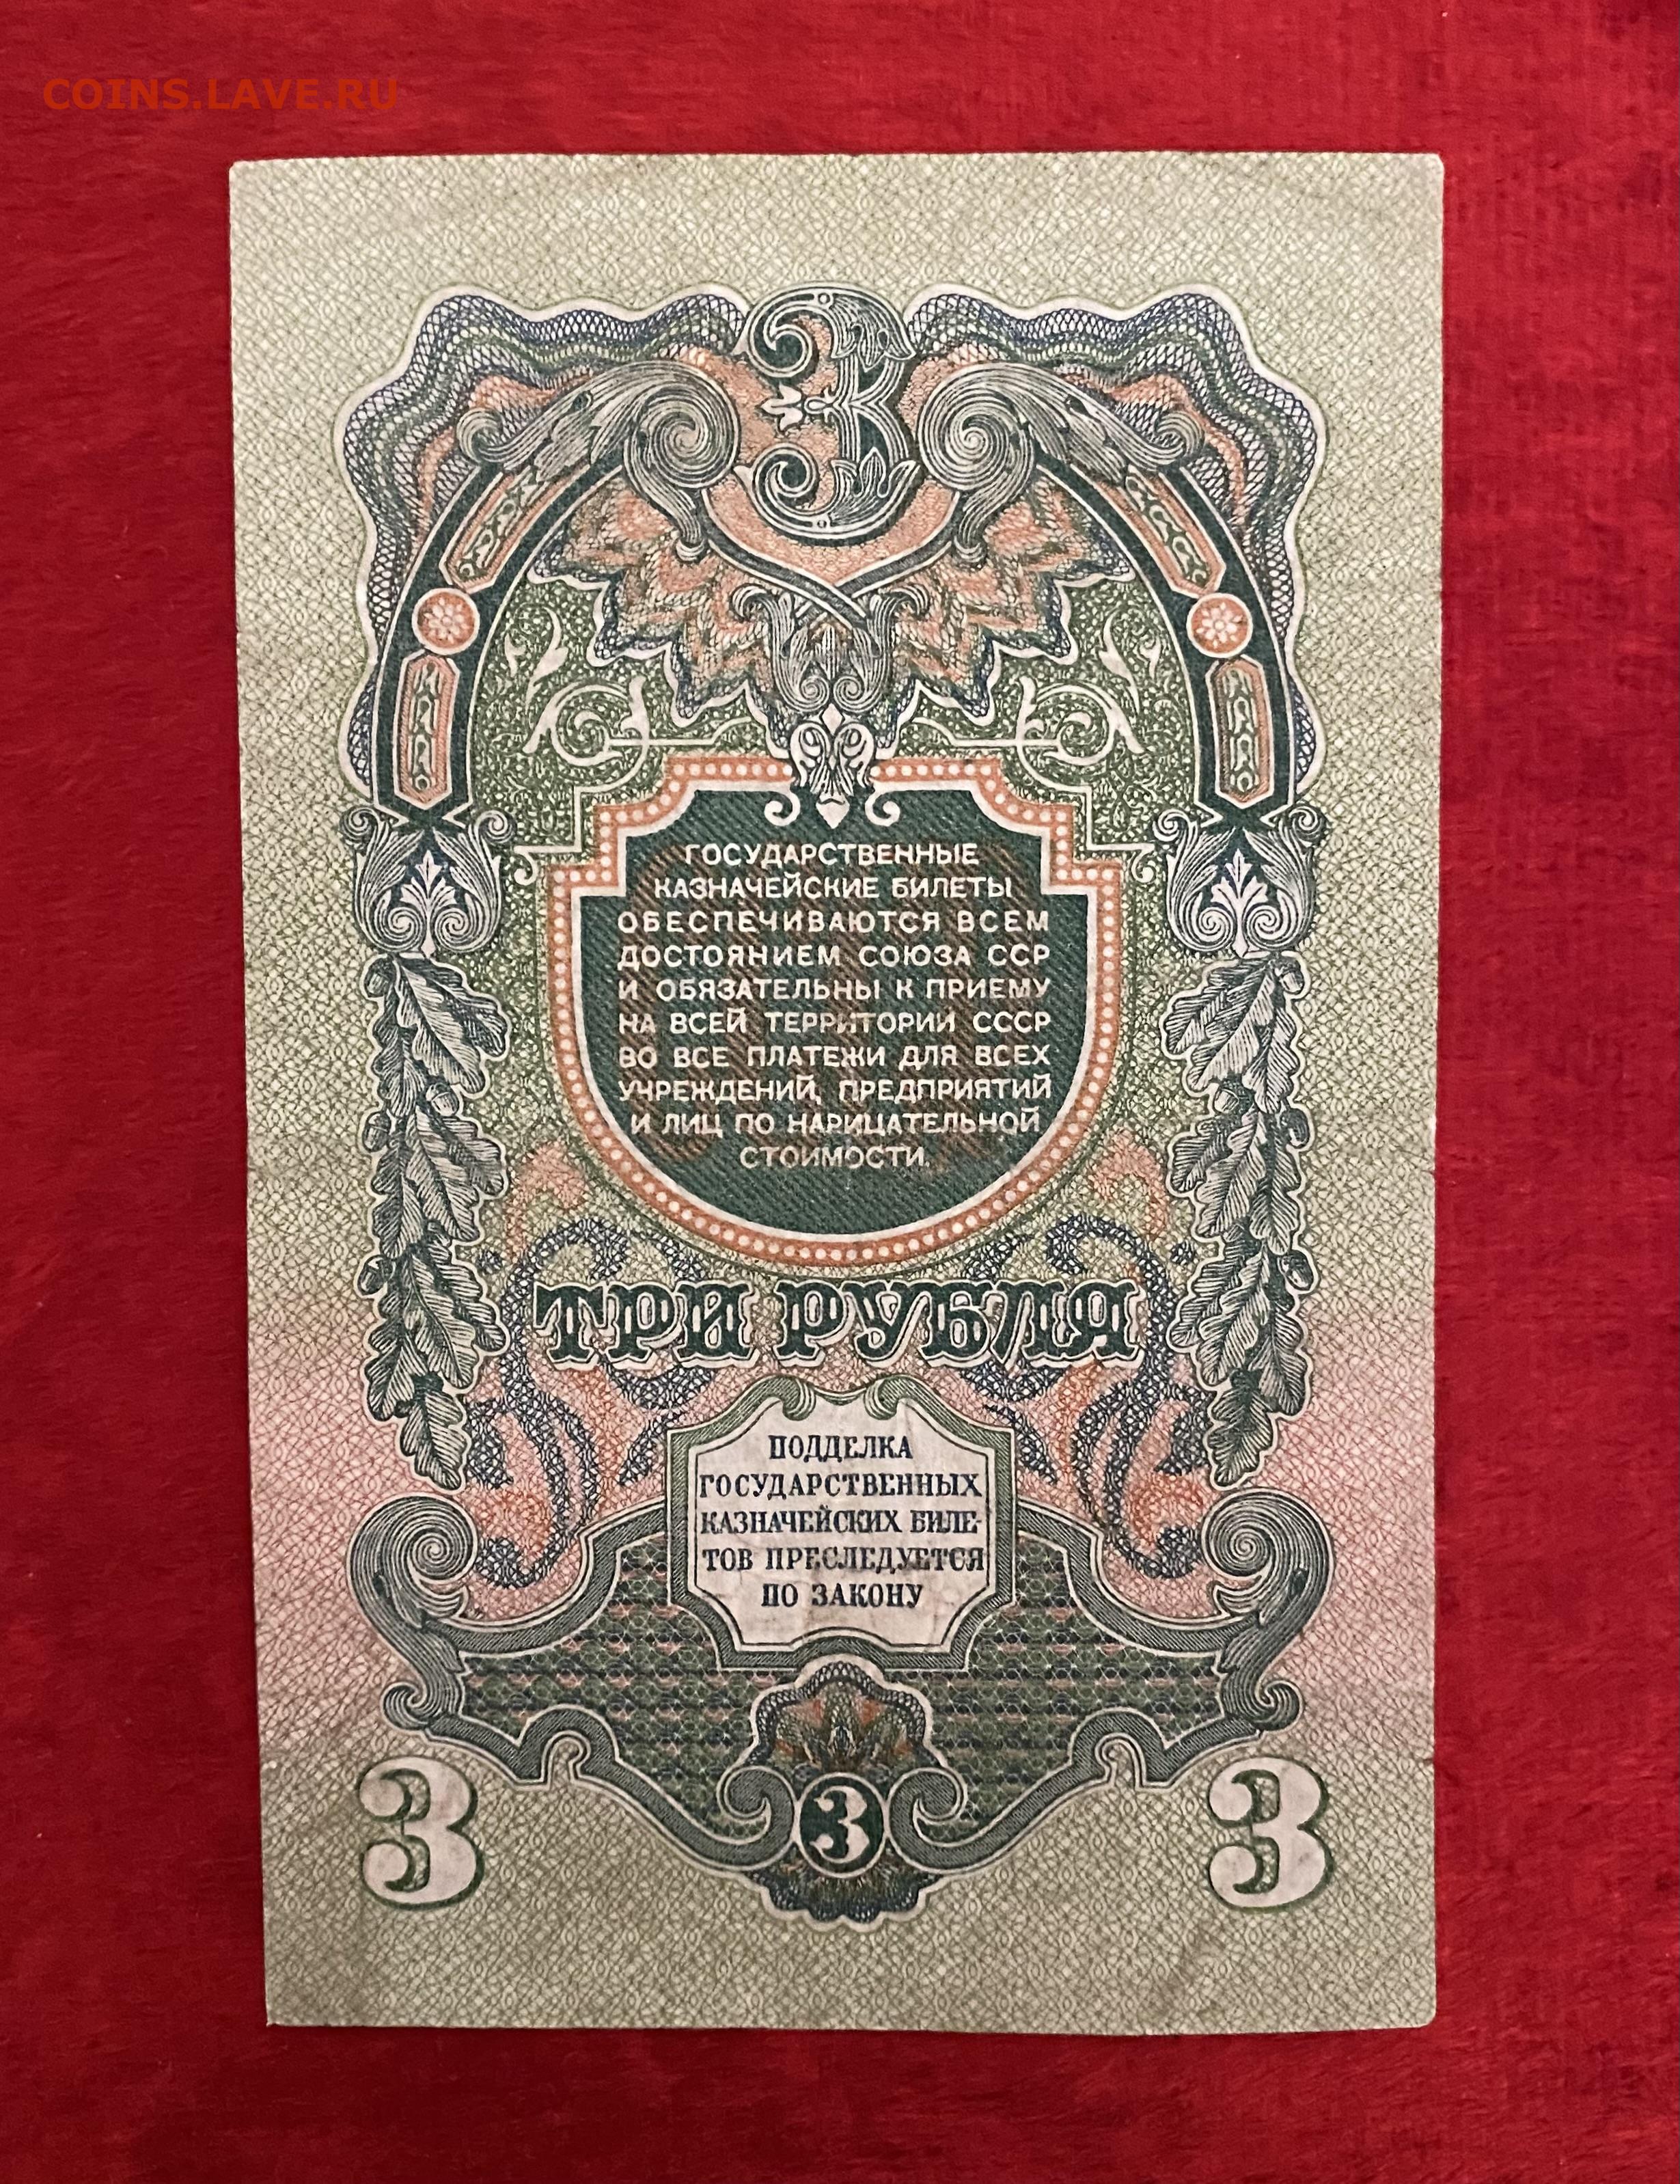 COINS.LAVE.RU
3
ГОСУДАРСТВЕННЫЕ
КАЗНАЧЕЙСКИЕ БИЛЕТЫ
ОБЕСПЕЧИВАЮТСЯ ВСЕМ
ДОСТОЯНИЕМ СОЮЗА ССР
И ОБЯЗАТЕЛЬНЫ К ПРИЕМУ
НА ВСЕЙ ТЕРРИТОРИИ СССР
ВО ВСЕ ПЛАТЕЖИ ДЛЯ ВСЕХ
УЧРЕЖДЕНИЙ, ПРЕДПРИЯТИЙ
И ЛИЦ ПО НАРИЦАТЕЛЬНОЙ
СТОИМОСТИ.
ТРИ РУБЛЯ
ПОДДЕЛКА
ГОСУДАРСТВЕННЫХ
КАЗНАЧЕЙСКИХ БИЛЕ-
ТОВ ПРЕСЛЕДУЕТСЯ
ПО ЗАКОНУ
3 3 3